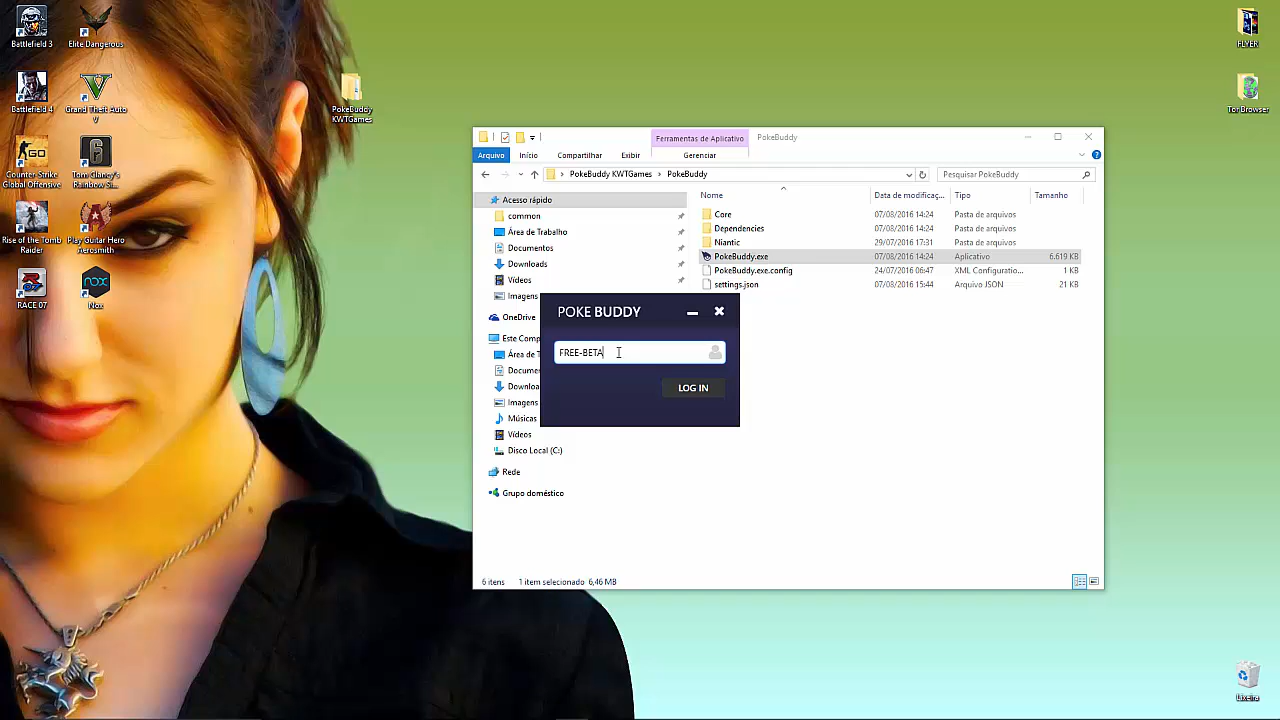 Battlefield 3
Elite Dangerous
Battlefield 4
Grand Theft Auto
V
Counter-Strike
Global Offensive
Tom Clancy's
Rainbow Si...
Rise of the Tomb
Raider
Play Guitar Hero
Aerosmith
RACE 07
Nox
PokeBuddy
KWTGames
FLYER
Tor Browser
Lixeira
Ferramentas de Aplicativo
PokeBuddy
Arquivo
Início
Compartilhar
Exibir
Gerenciar
PokeBuddy KWTGames
PokeBuddy
Pesquisar PokeBuddy
Acesso rápido
common
Área de Trabalho
Documentos
Downloads
Vídeos
Imagens
OneDrive
Este Comp
Área de T
Docume
Downloa
Imagens
Músicas
Vídeos
Disco Local (C:)
Rede
Grupo doméstico
Nome
Data de modificaç...
Tipo
Tamanho
Core
07/08/2016 14:24
Pasta de arquivos
Dependencies
07/08/2016 14:24
Pasta de arquivos
Niantic
29/07/2016 17:31
Pasta de arquivos
PokeBuddy.exe
07/08/2016 14:24
Aplicativo
6.619 KB
PokeBuddy.exe.config
24/07/2016 06:47
XML Configuratio...
1 KB
settings.json
07/08/2016 15:44
Arquivo JSON
21 KB
POKE BUDDY
FREE-BETA
LOG IN
6 itens
1 item selecionado 6,46 MB